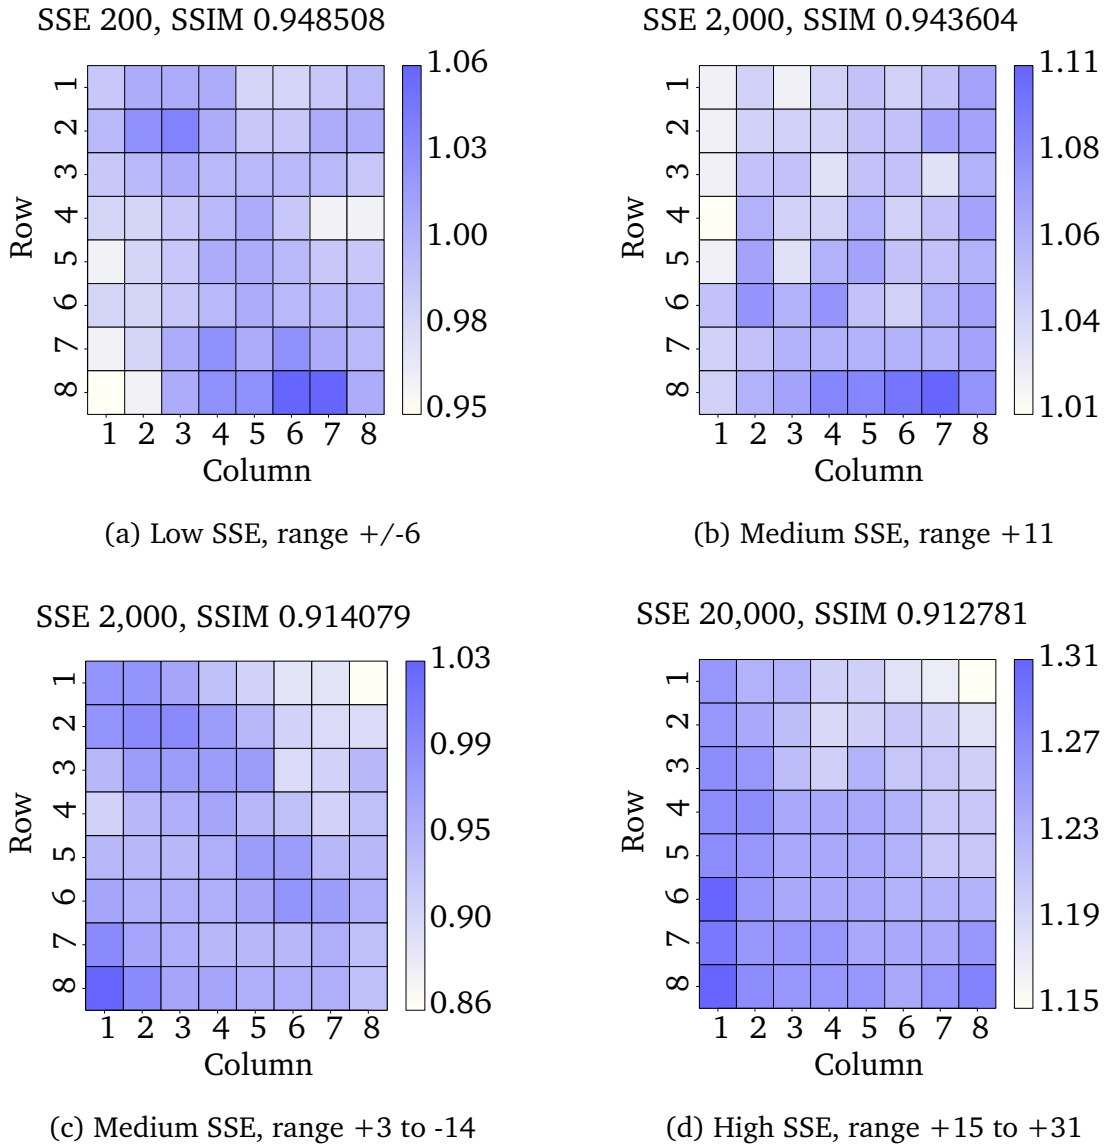 SSE 200, SSIM 0.948508
1.06
1.03
1.00
0.98
0.95
Row
1
2
3
4
5
6
7
8
1 2 3 4 5 6 7 8
Column
(a) Low SSE, range +/-6
SSE 2,000, SSIM 0.943604
1.11
1.08
1.06
1.04
1.01
Row
1
2
3
4
5
6
7
8
1 2 3 4 5 6 7 8
Column
(b) Medium SSE, range +11
SSE 2,000, SSIM 0.914079
1.03
0.99
0.95
0.90
0.86
Row
1
2
3
4
5
6
7
8
1 2 3 4 5 6 7 8
Column
(c) Medium SSE, range +3 to -14
SSE 20,000, SSIM 0.912781
1.31
1.27
1.23
1.19
1.15
Row
1
2
3
4
5
6
7
8
1 2 3 4 5 6 7 8
Column
(d) High SSE, range +15 to +31